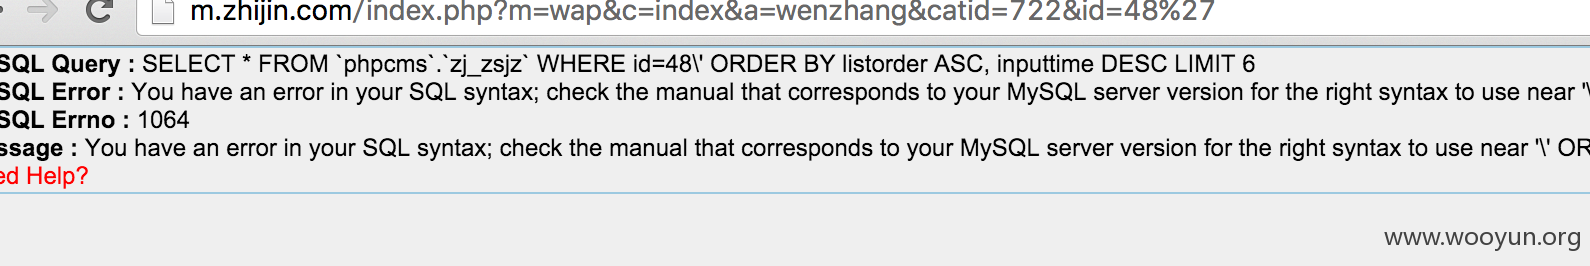 m.zhijin.com/index.php?m=wap&c=index&a=wenzhang&catid=722&id=48%27
SQL Query : SELECT * FROM `phpcms`.`zj_zsjz` WHERE id=48\' ORDER BY listorder ASC, inputtime DESC LIMIT 6
SQL Error : You have an error in your SQL syntax; check the manual that corresponds to your MySQL server version for the right syntax to use near '\
SQL Errno : 1064
ssage : You have an error in your SQL syntax; check the manual that corresponds to your MySQL server version for the right syntax to use near '\' OR
ed Help?
www.wooyun.org